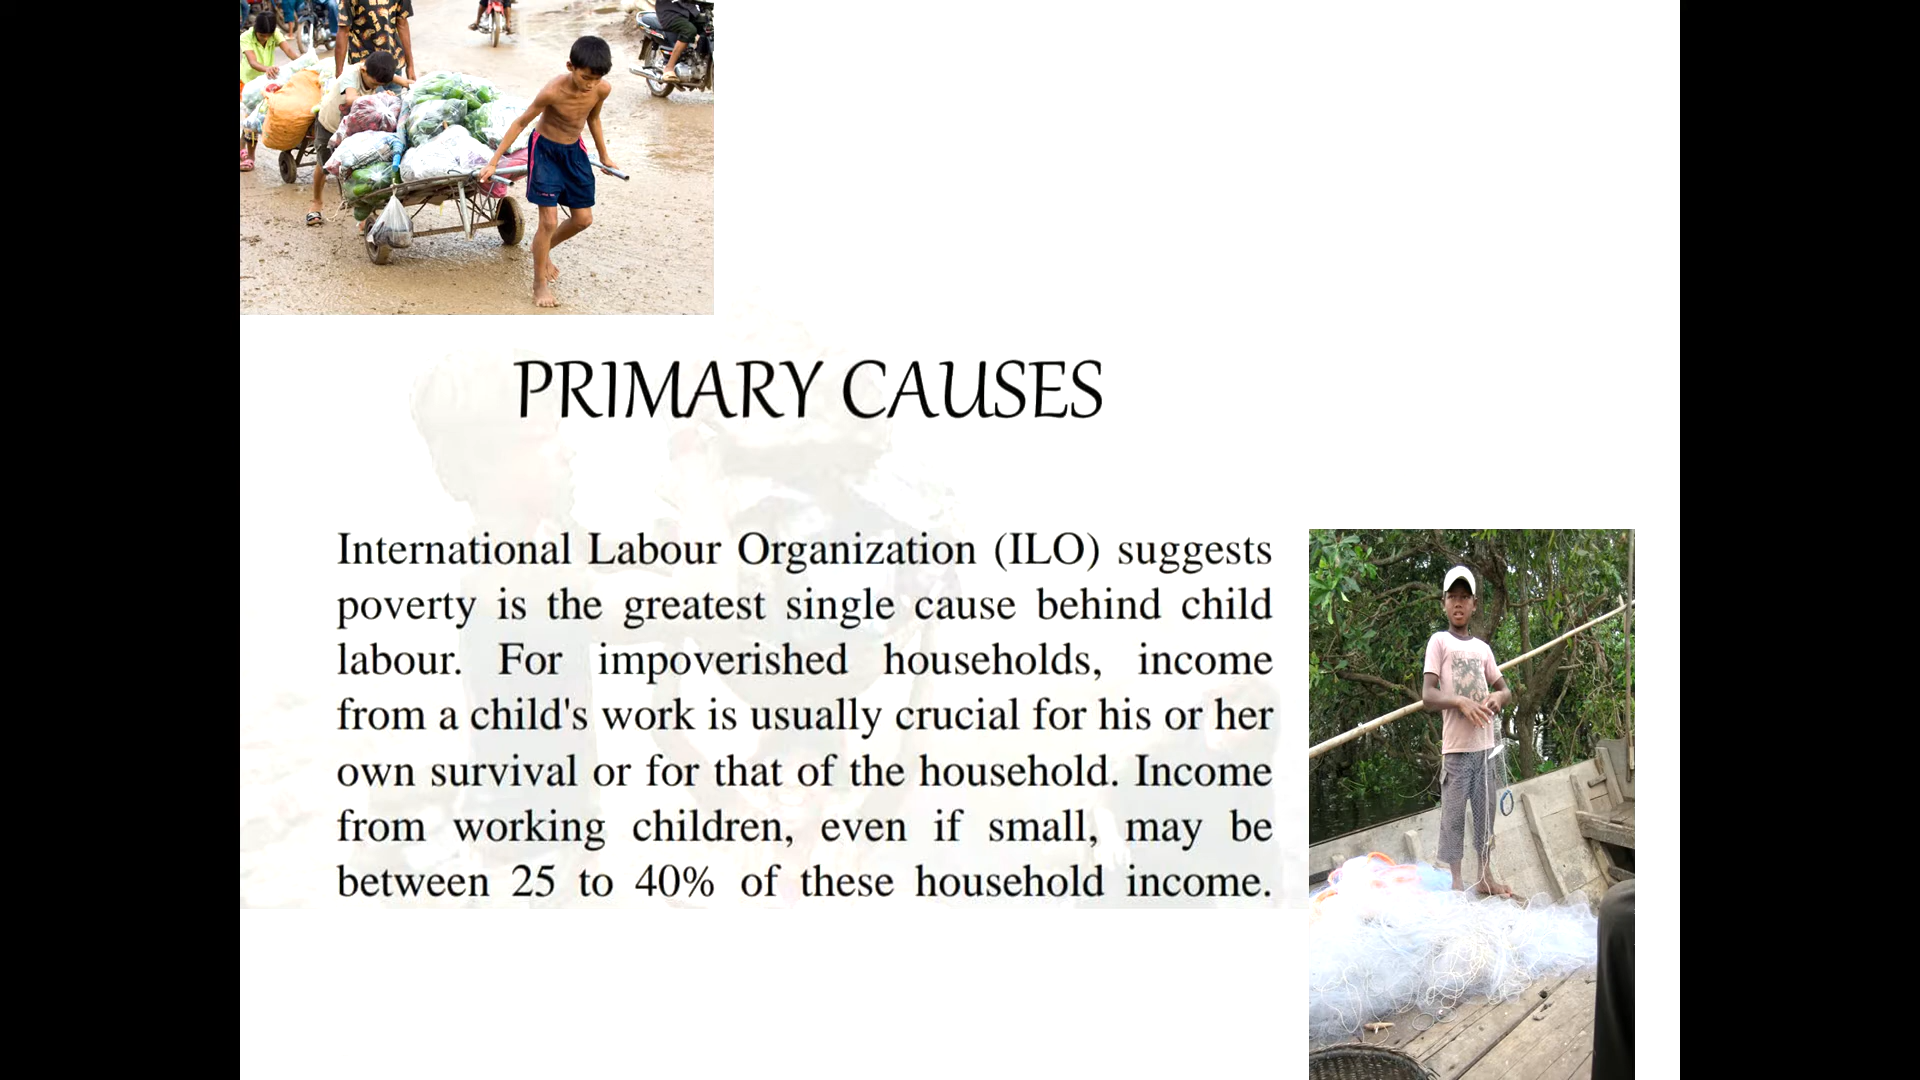 PRIMARY CAUSES
International Labour Organization (ILO) suggests
poverty is the greatest single cause behind child
labour. For impoverished households, income
from a child's work is usually crucial for his or her
own survival or for that of the household. Income
from working children, even if small, may be
between 25 to 40% of these household income.